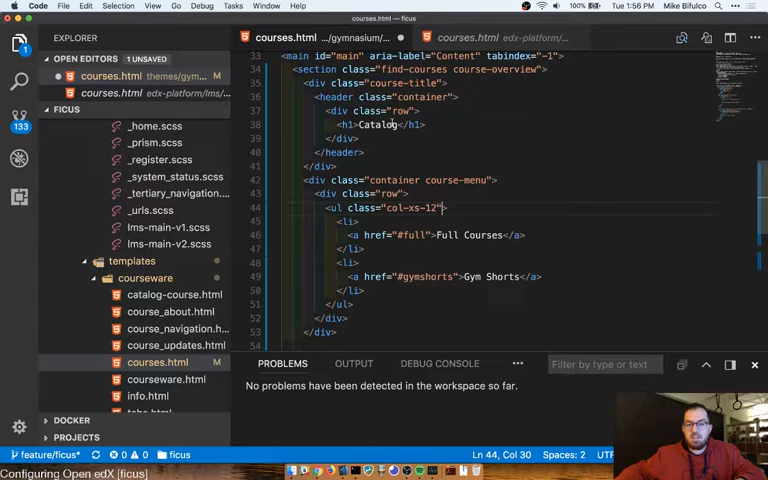 Code File Edit Selection View Go Debug Tasks Window Help 100% Tue 1:56 PM Mike Bifulco
courses.html — ficus
EXPLORER
OPEN EDITORS 1 UNSAVED
courses.html themes/gym...
courses.html edx-platform/lms/...
FICUS
_home.scss
_prism.scss
_register.scss
_system_status.scss
_tertiary_navigation....
_urls.scss
lms-main-v1.scss
lms-main-v2.scss
templates
courseware
catalog-course.html
course_about.html
course_navigation.h...
course_updates.html
courses.html M
courseware.html
info.html
DOCKER
PROJECTS
1
133
courses.html .../gymnasium/...
courses.html edx-platform/...
33 <main id="main" aria-label="Content" tabindex="-1">
34 <section class="find-courses course-overview">
35 <div class="course-title">
36 <header class="container">
37 <div class="row">
38 <h1>Catalog</h1>
39 </div>
40 </header>
41 </div>
42 <div class="container course-menu">
43 <div class="row">
44 <ul class="col-xs-12">
45 <li>
46 <a href="#full">Full Courses</a>
47 </li>
48 <li>
49 <a href="#gymshorts">Gym Shorts</a>
50 </li>
51 </ul>
52 </div>
53 </div>
54
PROBLEMS OUTPUT DEBUG CONSOLE ... Filter by type or text
No problems have been detected in the workspace so far.
feature/ficus* 0 0 ficus Ln 44, Col 30 Spaces: 2 UTF
Configuring Open edX [ficus]